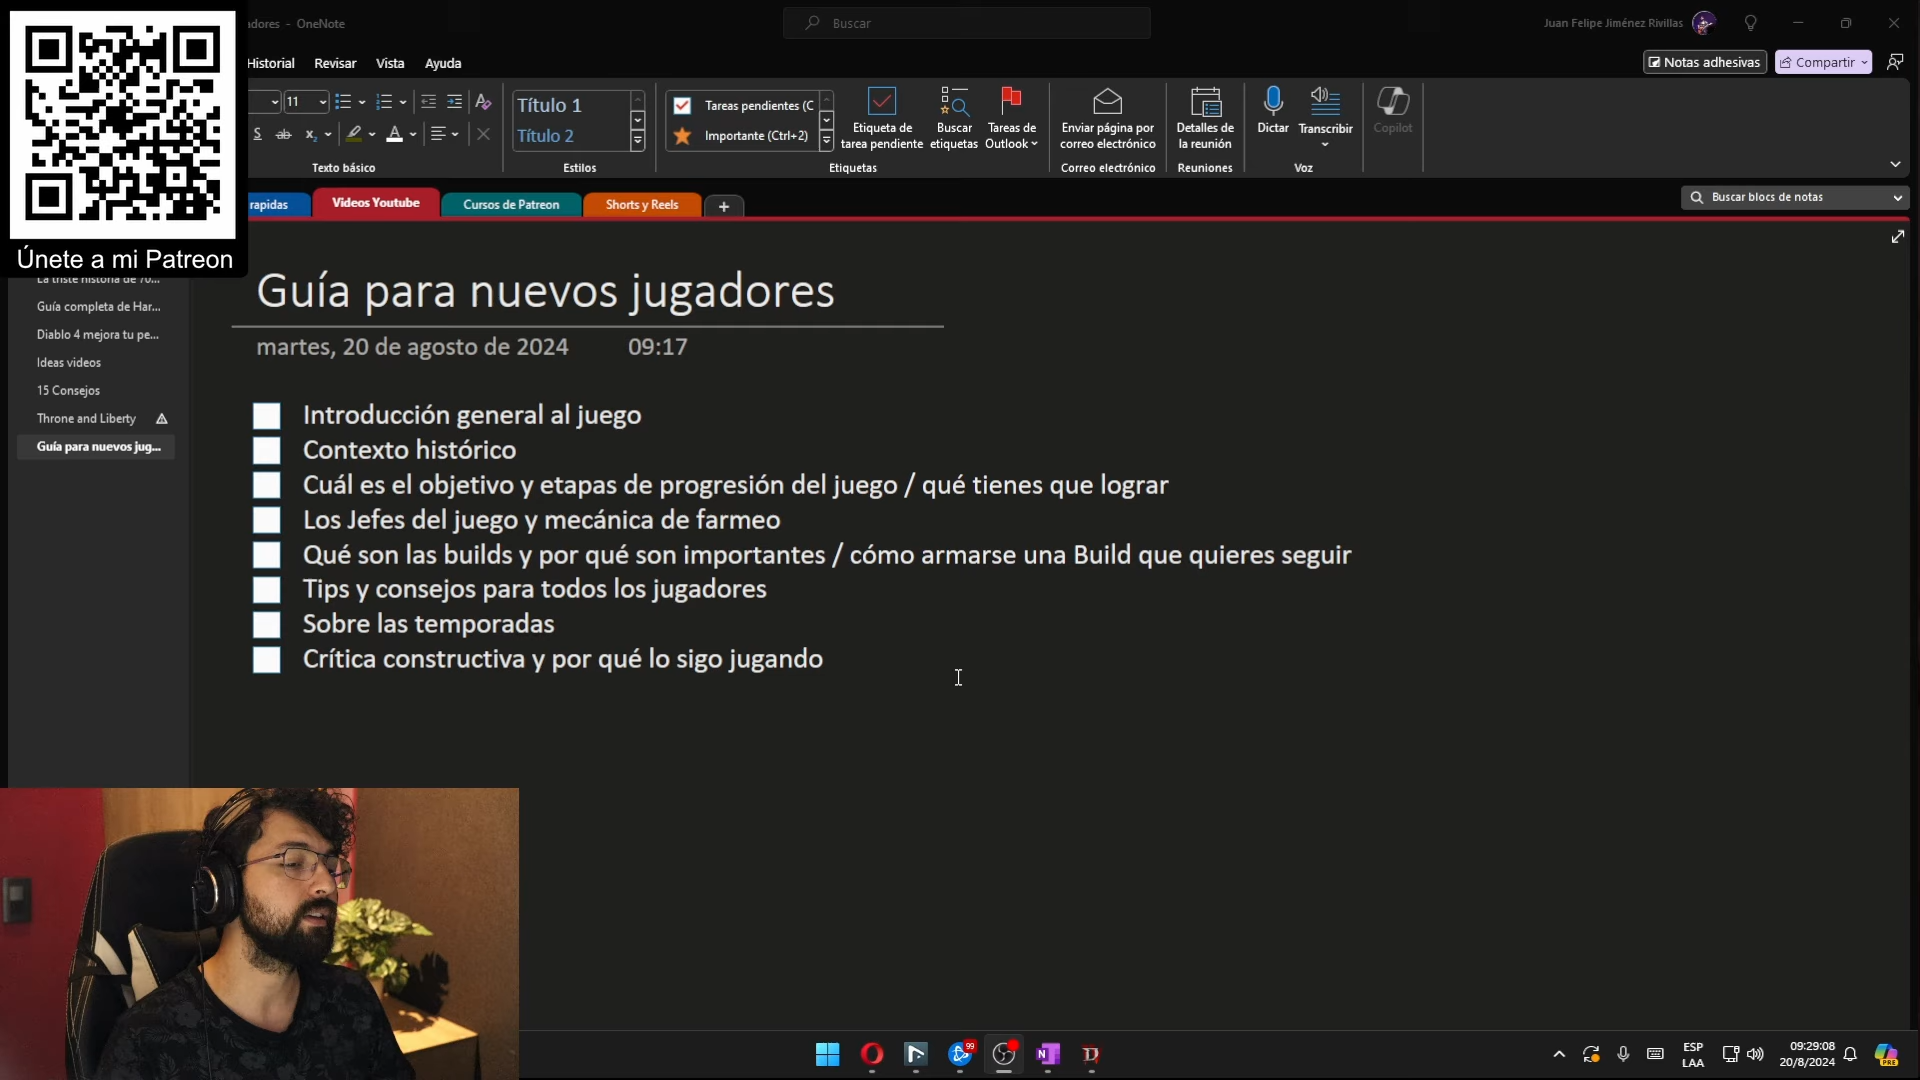 adores - OneNote
Buscar
Juan Felipe Jiménez Rivillas
Historial
Revisar
Vista
Ayuda
Notas adhesivas
Compartir
11
Título 1
Título 2
Tareas pendientes (C
Importante (Ctrl+2)
Etiqueta de
tarea pendiente
Buscar
etiquetas
Tareas de
Outlook
Enviar página por
correo electrónico
Detalles de
la reunión
Dictar
Transcribir
Copilot
Texto básico
Estilos
Etiquetas
Correo electrónico
Reuniones
Voz
rapidas
Videos Youtube
Cursos de Patreon
Shorts y Reels
+
Buscar blocs de notas
Únete a mi Patreon
La triste historia de 70...
Guía completa de Har...
Diablo 4 mejora tu pe...
Ideas videos
15 Consejos
Throne and Liberty
Guía para nuevos jug...
Guía para nuevos jugadores
martes, 20 de agosto de 2024 09:17
Introducción general al juego
Contexto histórico
Cuál es el objetivo y etapas de progresión del juego / qué tienes que lograr
Los Jefes del juego y mecánica de farmeo
Qué son las builds y por qué son importantes / cómo armarse una Build que quieres seguir
Tips y consejos para todos los jugadores
Sobre las temporadas
Crítica constructiva y por qué lo sigo jugando
99
ESP
LAA
09:29:08
20/8/2024
PRE